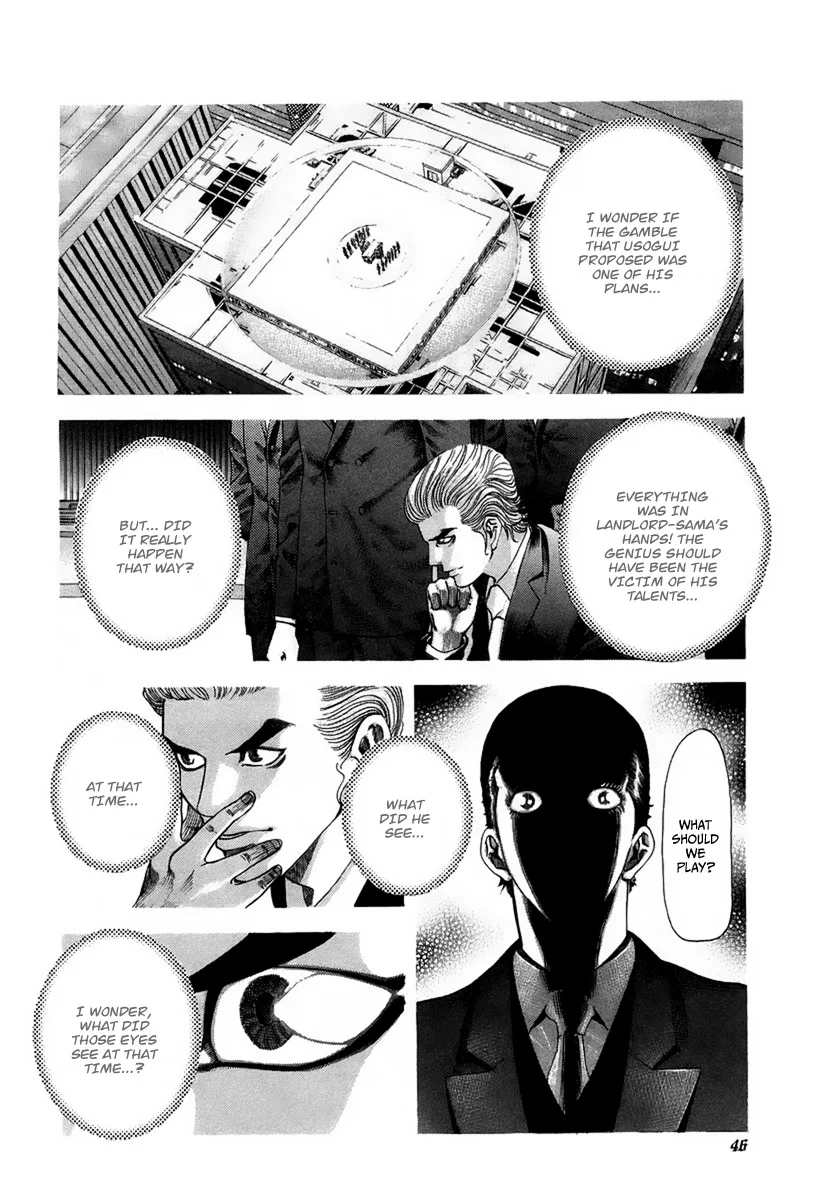 I WONDER IF
THE GAMBLE
THAT USOGUI
PROPOSED WAS
ONE OF HIS
PLANS...
EVERYTHING
WAS IN
LANDLORD-SAMA'S
HANDS! THE
GENIUS SHOULD
HAVE BEEN THE
VICTIM OF HIS
TALENTS...
BUT... DID
IT REALLY
HAPPEN
THAT WAY?
WHAT
SHOULD
WE
PLAY?
WHAT
DID HE
SEE...
AT THAT
TIME...
I WONDER,
WHAT DID
THOSE EYES
SEE AT THAT
TIME...?
46